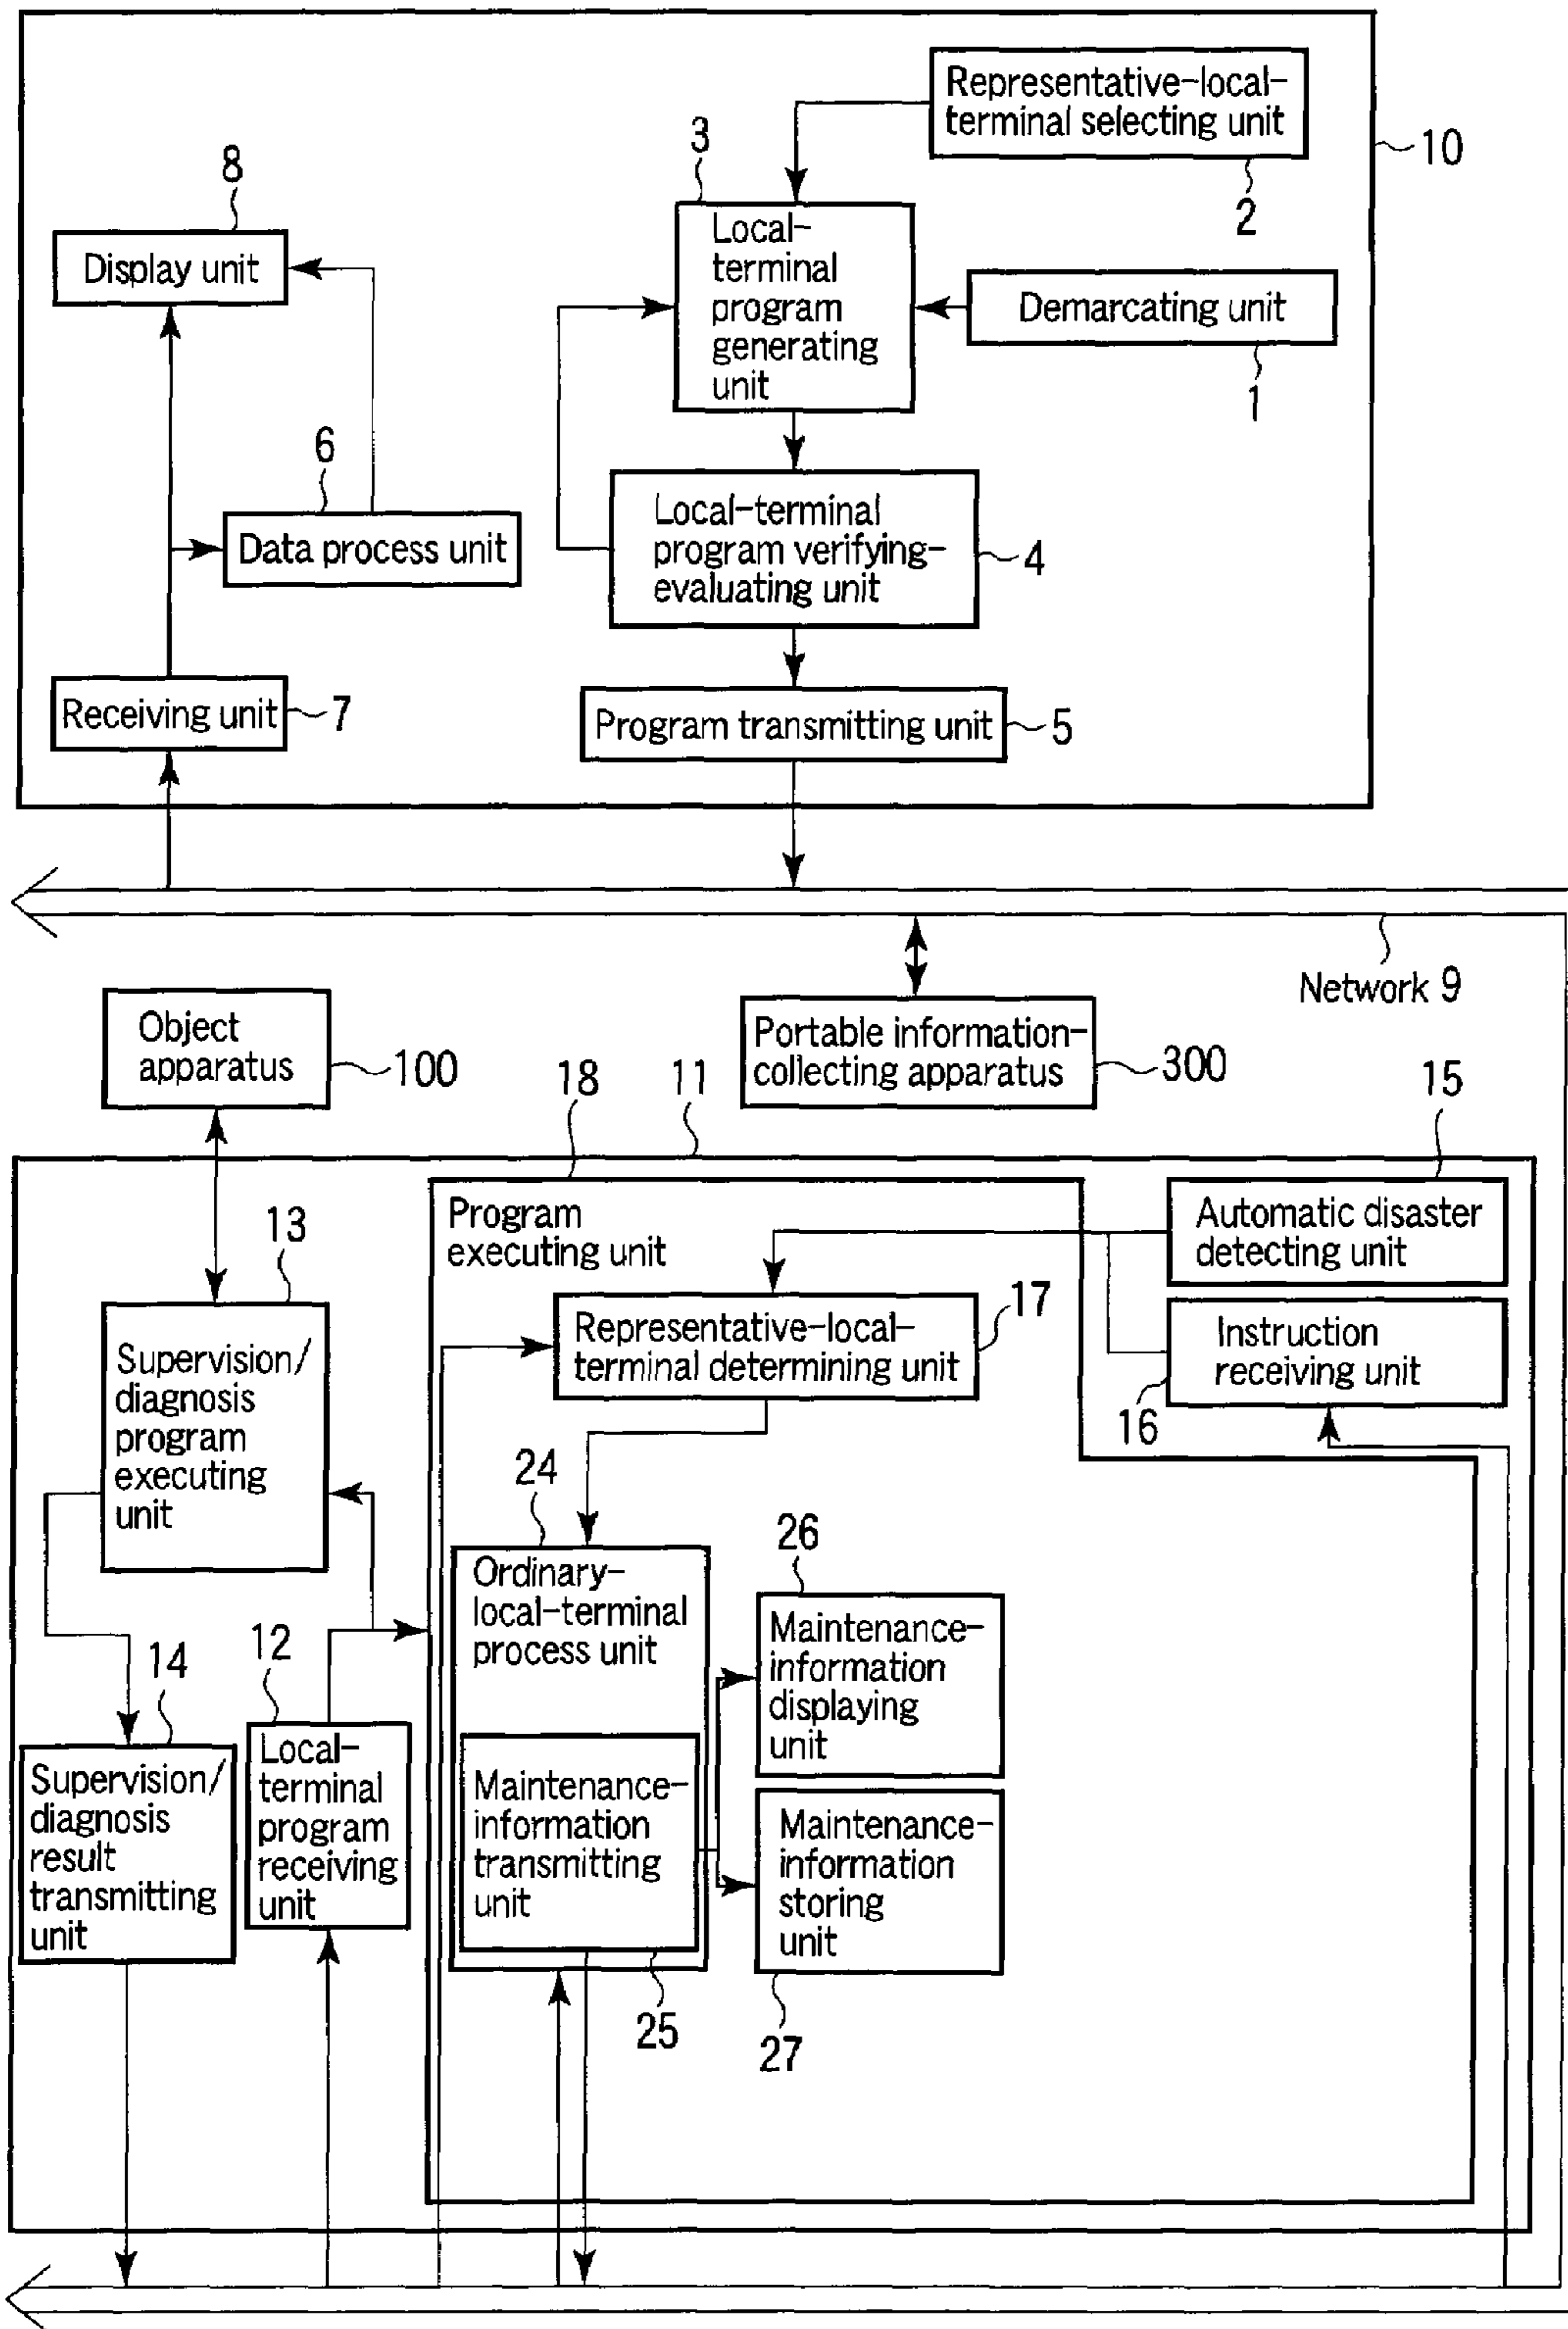 Representative-local-
terminal selecting unit
2
10
3
Local-
terminal
program
generating
unit
Demarcating unit
1
8
Display unit
6
Data process unit
Local-terminal
program verifying-
evaluating unit
4
Receiving unit
7
Program transmitting unit
5
Network 9
Object
apparatus
100
Portable information-
collecting apparatus
300
18
11
15
Program
executing unit
Automatic disaster
detecting unit
13
Supervision/
diagnosis
program
executing
unit
Representative-local-
terminal determining unit
17
Instruction
receiving unit
16
24
Ordinary-
local-terminal
process unit
26
Maintenance-
information
displaying
unit
14
Supervision/
diagnosis
result
transmitting
unit
12
Local-
terminal
program
receiving
unit
Maintenance-
information
transmitting
unit
25
Maintenance-
information
storing
unit
27